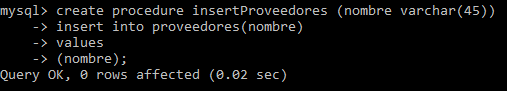 mysql> create procedure insertProveedores (nombre varchar(45))
    -> insert into proveedores(nombre)
    -> values
    -> (nombre);
Query OK, 0 rows affected (0.02 sec)